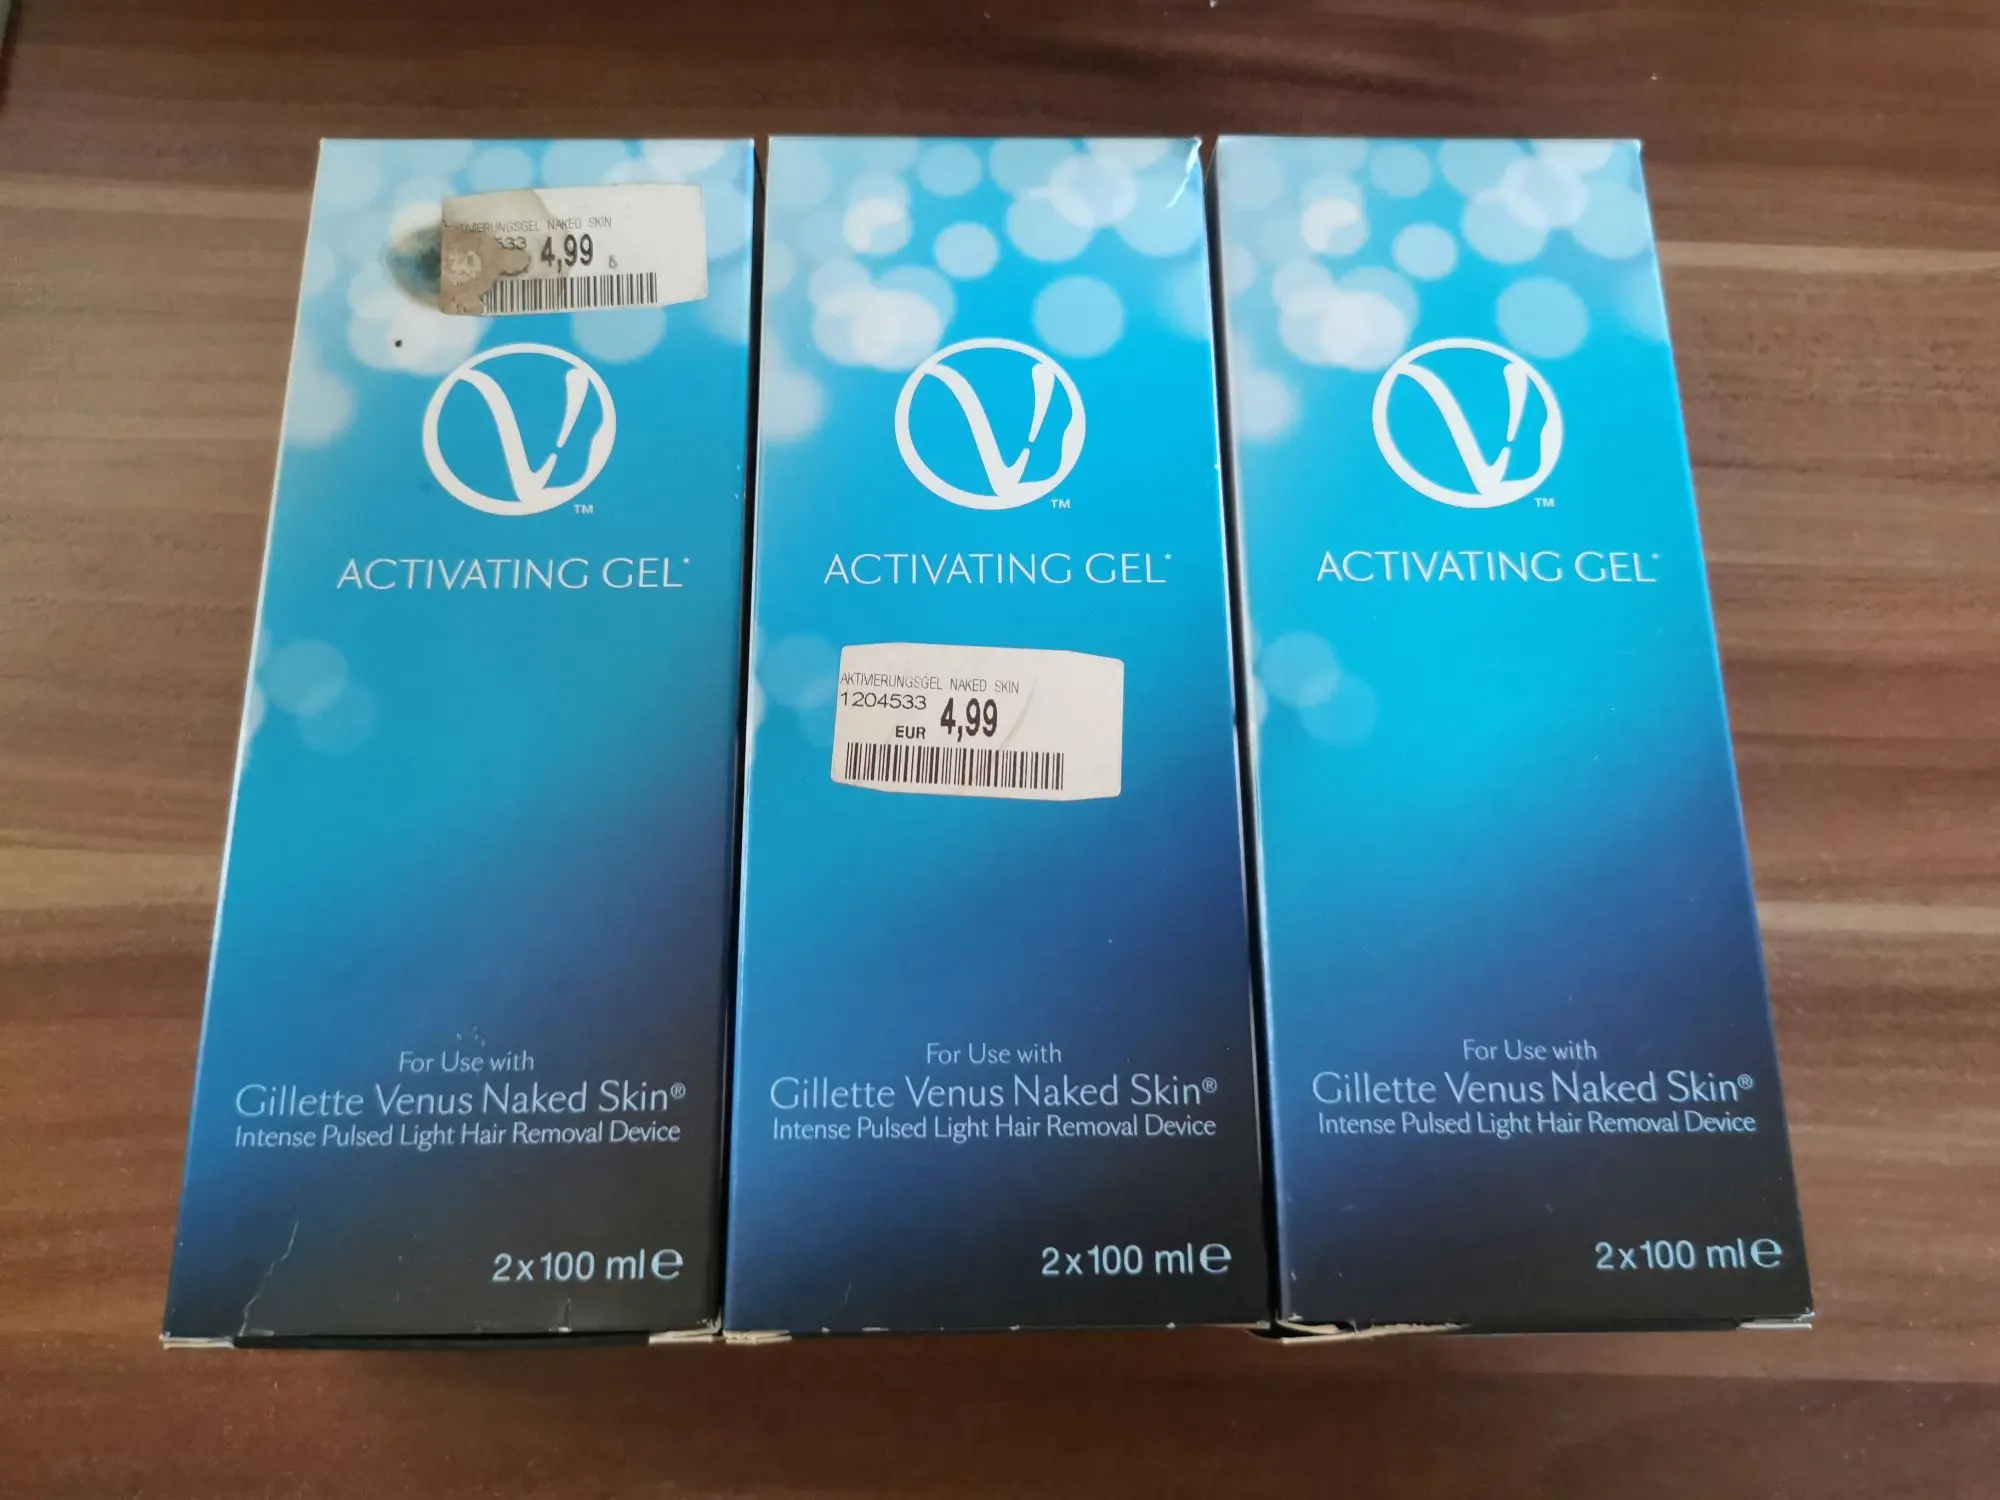 NAKED SKIN
533 4,99
V
TM
ACTIVATING GEL*
For Use with
Gillette Venus Naked Skin®
Intense Pulsed Light Hair Removal Device
2x100 ml e
V
TM
ACTIVATING GEL*
AKTIVIERUNGSGEL NAKED SKIN
1204533 4,99
EUR
For Use with
Gillette Venus Naked Skin®
Intense Pulsed Light Hair Removal Device
2x100 ml e
V
TM
ACTIVATING GEL*
For Use with
Gillette Venus Naked Skin®
Intense Pulsed Light Hair Removal Device
2x100 ml e